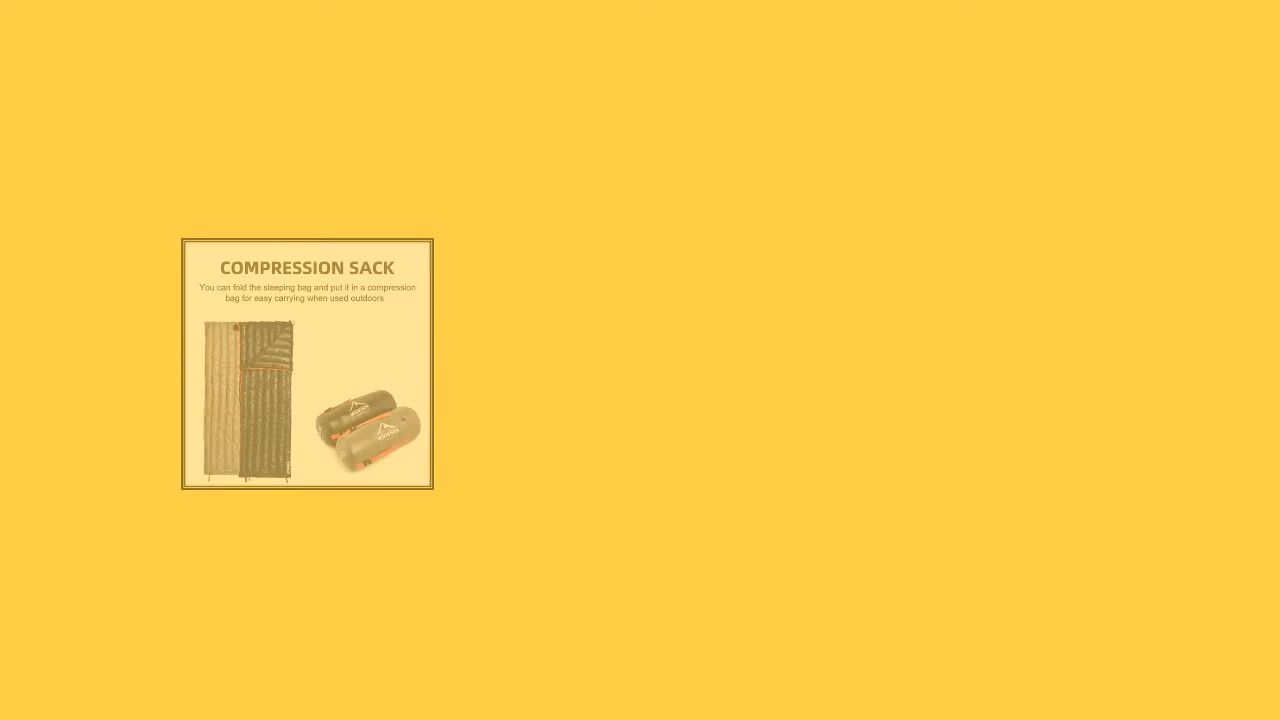 COMPRESSION SACK
You can fold the sleeping bag and put it in a compression
bag for easy carrying when used outdoors